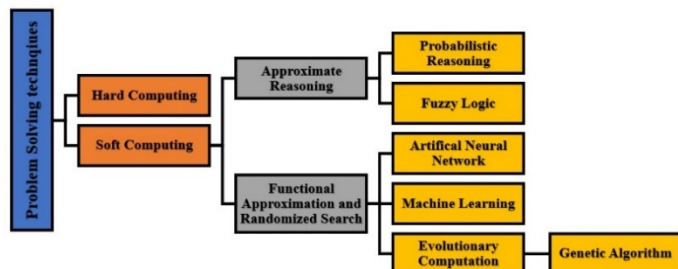 Problem Solving technqiues
Hard Computing
Soft Computing
Approximate
Reasoning
Functional
Approximation and
Randomized Search
Probabilistic
Reasoning
Fuzzy Logic
Artifical Neural
Network
Machine Learning
Evolutionary
Computation
Genetic Algorithm